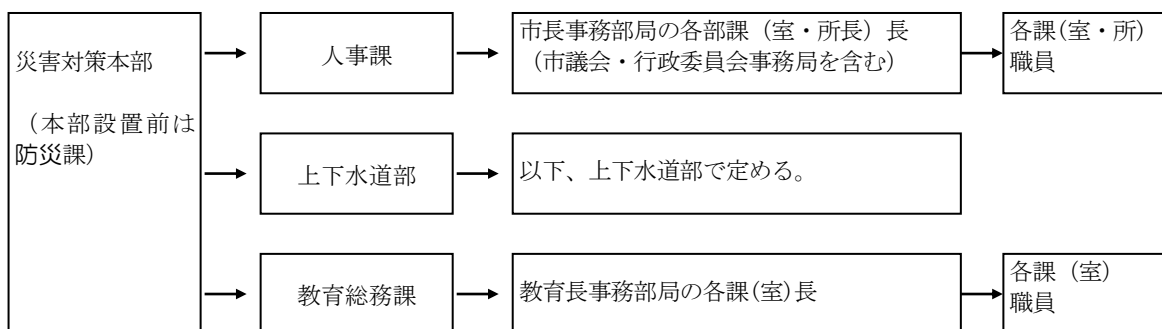 災害対策本部
（本部設置前は
防災課）
人事課
市長事務部局の各部課（室・所長）長
（市議会・行政委員会事務局を含む）
各課（室・所）
職員
上下水道部
以下、上下水道部で定める。
教育総務課
教育長事務部局の各課（室）長
各課（室）
職員